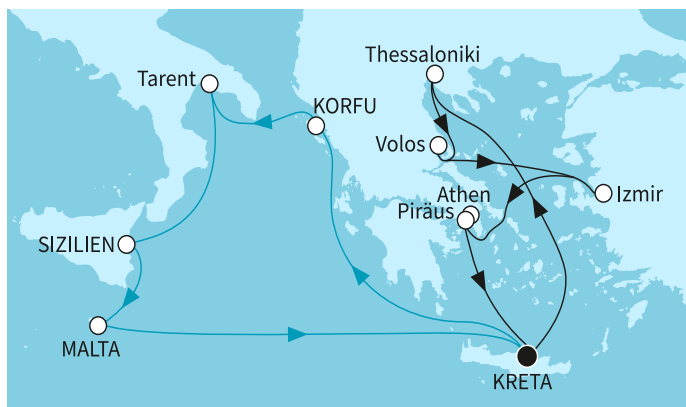 Thessaloniki
Tarent
KORFU
Volos
Athen
Izmir
Piräus
SIZILIEN
MALTA
KRETA